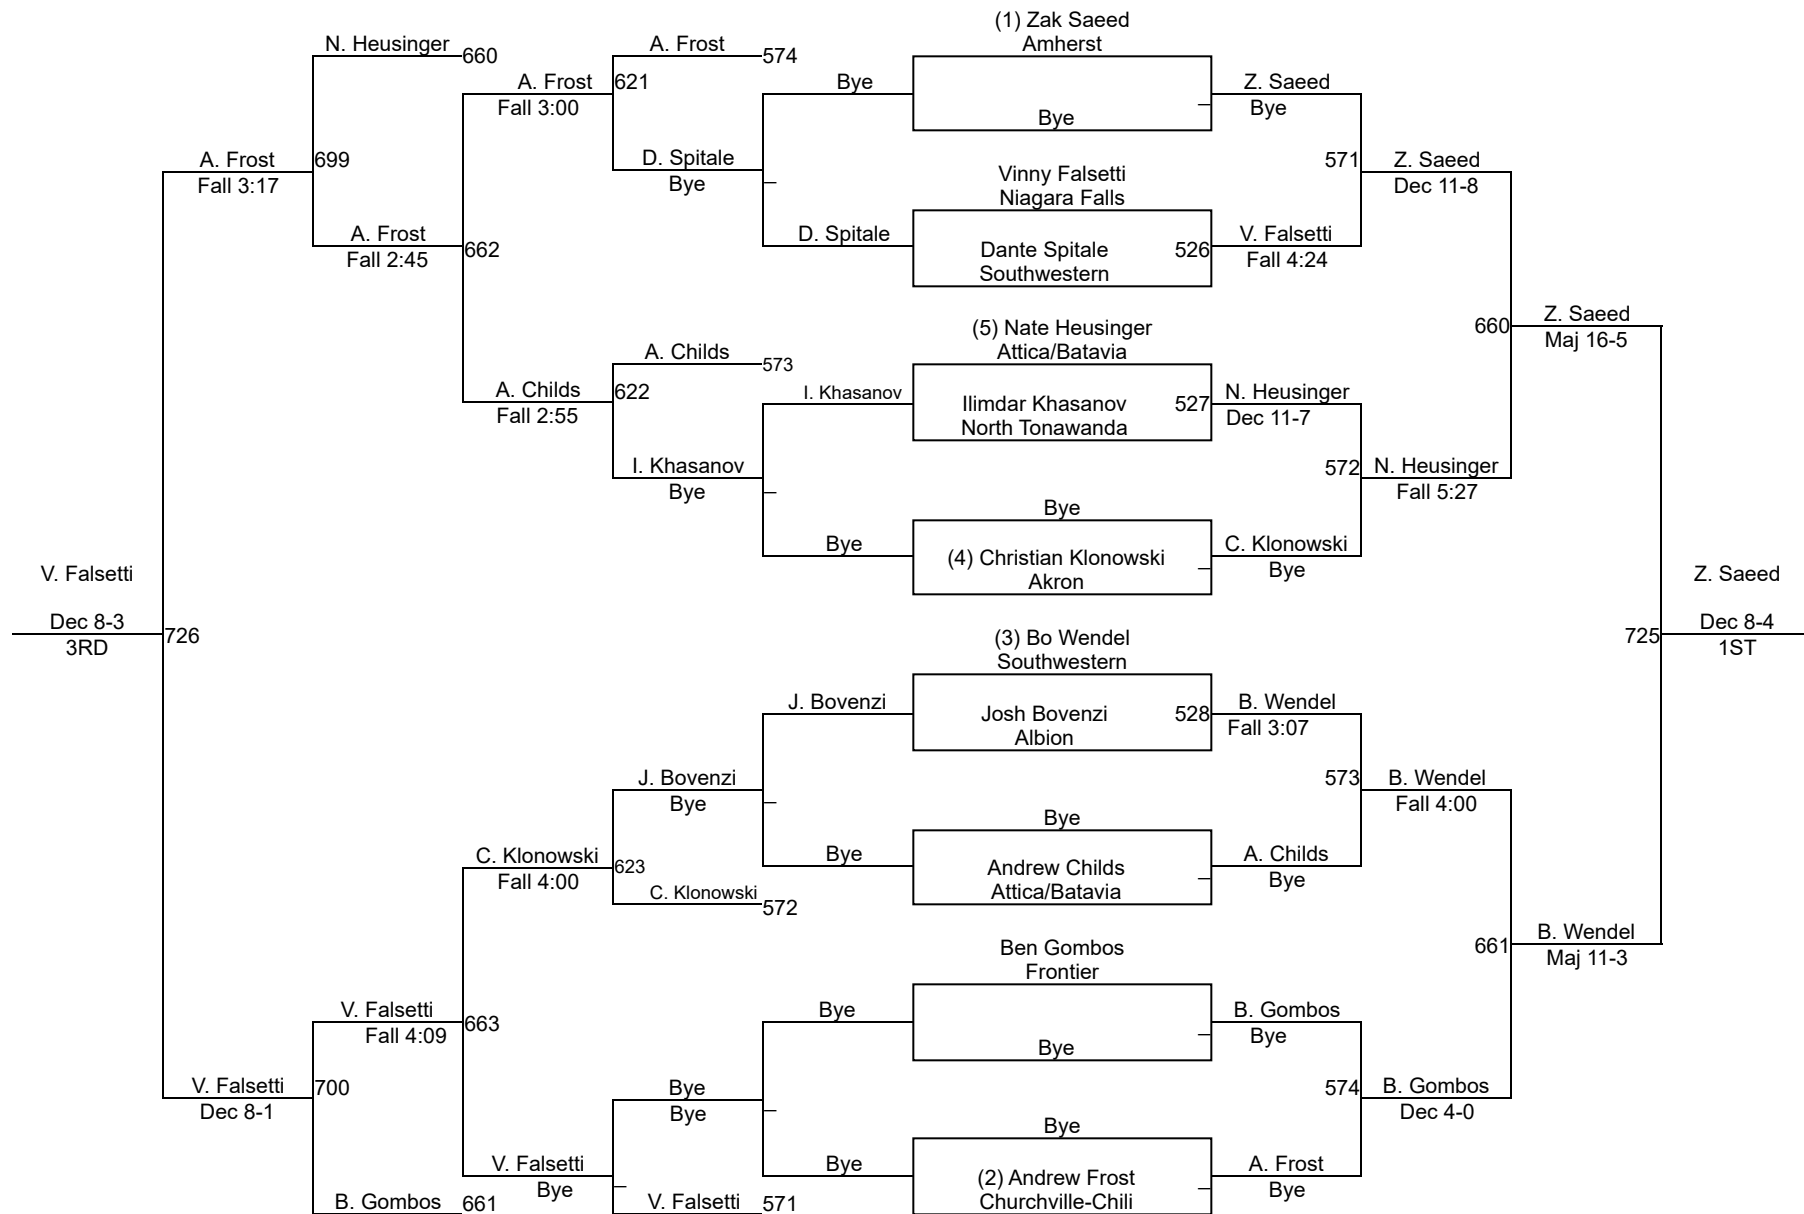 (1) Zak Saeed
Amherst
N. Heusinger
660
A. Frost
574
A. Frost
621
Fall 3:00
Bye
Bye
Z. Saeed
Bye
A. Frost
699
Fall 3:17
D. Spitale
Bye
Vinny Falsetti
Niagara Falls
571
Z. Saeed
Dec 11-8
A. Frost
Fall 2:45
662
D. Spitale
Dante Spitale
Southwestern
526
V. Falsetti
Fall 4:24
(5) Nate Heusinger
Attica/Batavia
660
Z. Saeed
Maj 16-5
A. Childs
573
A. Childs
622
Fall 2:55
I. Khasanov
Ilimdar Khasanov
North Tonawanda
527
N. Heusinger
Dec 11-7
I. Khasanov
Bye
572
N. Heusinger
Fall 5:27
Bye
Bye
(4) Christian Klonowski
Akron
C. Klonowski
Bye
V. Falsetti
Dec 8-3
3RD
726
Z. Saeed
725
Dec 8-4
1ST
(3) Bo Wendel
Southwestern
J. Bovenzi
Josh Bovenzi
Albion
528
B. Wendel
Fall 3:07
J. Bovenzi
Bye
573
B. Wendel
Fall 4:00
Bye
C. Klonowski
Fall 4:00
623
Bye
Andrew Childs
Attica/Batavia
A. Childs
Bye
C. Klonowski
572
Ben Gombos
Frontier
661
B. Wendel
Maj 11-3
V. Falsetti
Fall 4:09
663
Bye
Bye
B. Gombos
Bye
V. Falsetti
Dec 8-1
700
Bye
Bye
574
B. Gombos
Dec 4-0
Bye
V. Falsetti
Bye
Bye
(2) Andrew Frost
Churchville-Chili
A. Frost
Bye
B. Gombos
661
V. Falsetti
571